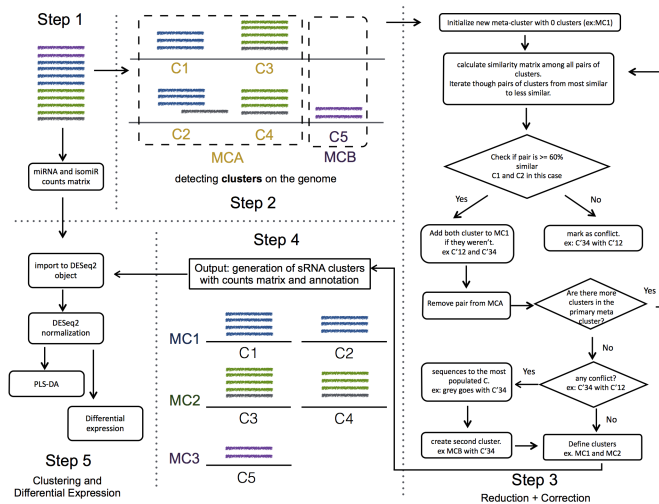 Step 1
miRNA and isomiR
counts matrix
C1
C3
C2
C4
C5
MCA
MCB
detecting clusters on the genome
Step 2
Initialize new meta-cluster with 0 clusters (ex:MC1)
calculate similarity matrix among all pairs of
clusters.
Iterate though pairs of clusters from most similar
to less similar.
Check if pair is >= 60%
similar
C1 and C2 in this case
Yes
No
Add both cluster to MC1
if they weren't.
ex C'12 and C'34
mark as conflict.
ex: C'34 with C'12
Remove pair from MCA
Are there more
clusters in the
primary meta
cluster?
Yes
No
any conflict?
ex: C'34 with C'12
Yes
No
sequences to the most
populated C.
ex: grey goes with C'34
create second cluster.
ex MCB with C'34
Define clusters
ex. MC1 and MC2
Step 3
Reduction + Correction
Step 4
Output: generation of sRNA clusters
with counts matrix and annotation
MC1
C1
C2
MC2
C3
C4
MC3
C5
import to DESeq2
object
DESeq2
normalization
PLS-DA
Differential
expression
Step 5
Clustering and
Differential Expression